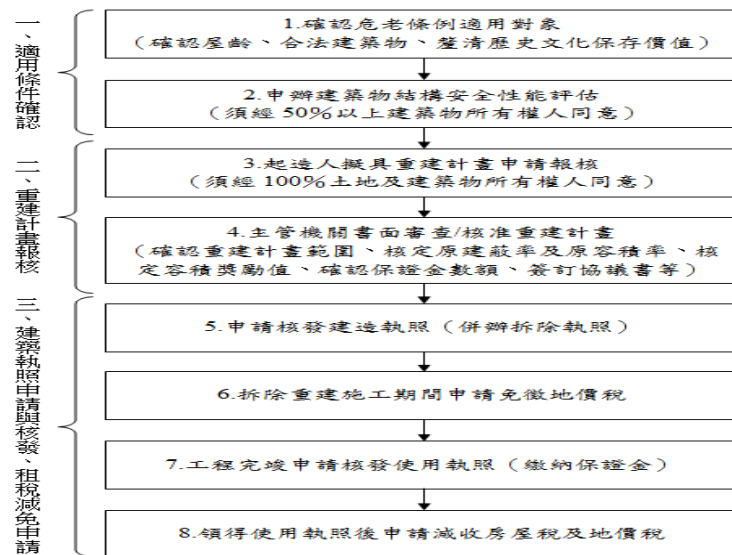 一、適用條件確認
1.確認危老條例適用對象
(確認屋齡、合法建築物、釐清歷史文化保存價值)
2.申辦建築物結構安全性能評估
(須經50%以上建築物所有權人同意)
二、重建計畫報核
3.起造人擬具重建計畫申請報核
(須經100%土地及建築物所有權人同意)
4.主管機關書面審查/核准重建計畫
(確認重建計畫範圍、核定原建蔽率及原容積率、核
定容積獎勵值、確認保證金數額、簽訂協議書等)
三、建築執照申請與核發、租稅減免申請
5.申請核發建造執照(併辦拆除執照)
6.拆除重建施工期間申請免徵地價稅
7.工程完竣申請核發使用執照(繳納保證金)
8.領得使用執照後申請減收房屋稅及地價稅